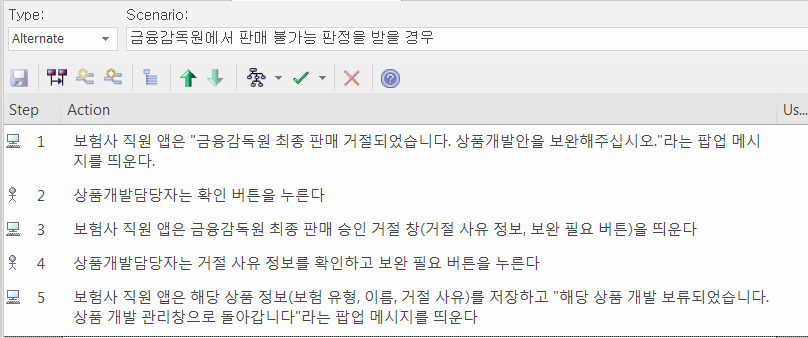 Type: Scenario:
Alternate 금융감독원에서 판매 불가능 판정을 받을 경우
Step Action Us...
1 보험사 직원 앱은 "금융감독원 최종 판매 거절되었습니다. 상품개발안을 보완해주십시오."라는 팝업 메시
지를 띄운다.
2 상품개발담당자는 확인 버튼을 누른다
3 보험사 직원 앱은 금융감독원 최종 판매 승인 거절 창(거절 사유 정보, 보완 필요 버튼)을 띄운다
4 상품개발담당자는 거절 사유 정보를 확인하고 보완 필요 버튼을 누른다
5 보험사 직원 앱은 해당 상품 정보(보험 유형, 이름, 거절 사유)를 저장하고 "해당 상품 개발 보류되었습니다.
상품 개발 관리창으로 돌아갑니다"라는 팝업 메시지를 띄운다